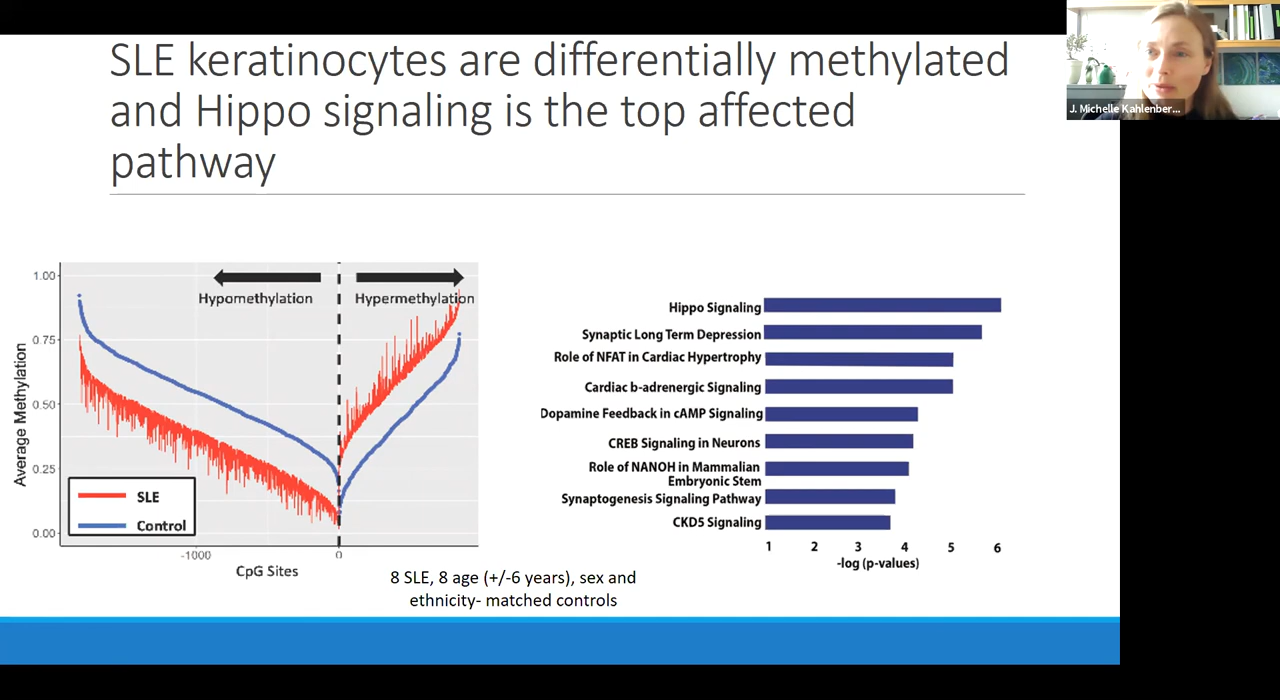 SLE keratinocytes are differentially methylated
and Hippo signaling is the top affected
pathway
J. Michelle Kahlenber...
1.00
0.75
0.50
0.25
0.00
Average Methylation
Hypomethylation
Hypermethylation
SLE
Control
-1000
0
CpG Sites
8 SLE, 8 age (+/-6 years), sex and
ethnicity- matched controls
Hippo Signaling
Synaptic Long Term Depression
Role of NFAT in Cardiac Hypertrophy
Cardiac b-adrenergic Signaling
Dopamine Feedback in cAMP Signaling
CREB Signaling in Neurons
Role of NANOH in Mammalian
Embryonic Stem
Synaptogenesis Signaling Pathway
CKD5 Signaling
1 2 3 4 5 6
-log (p-values)